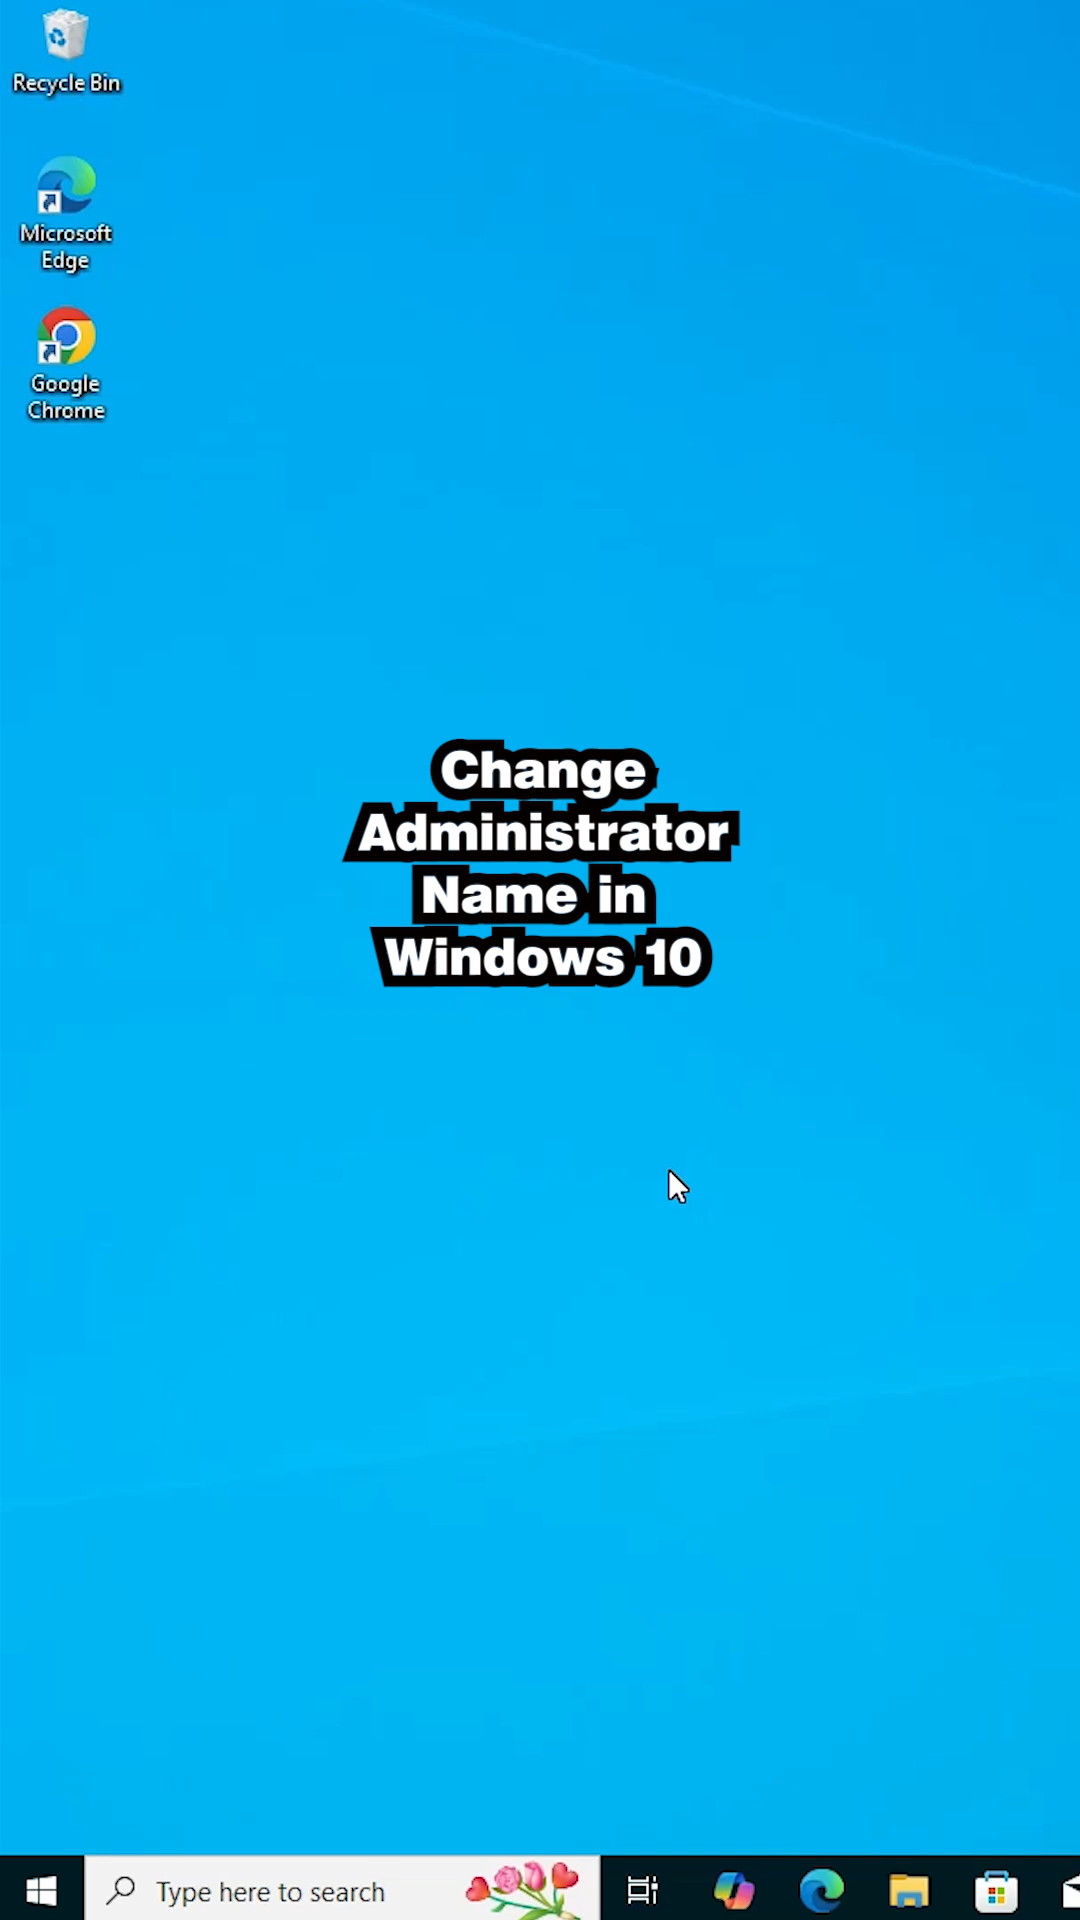 Recycle Bin
Microsoft
Edge
Google
Chrome
Change
Administrator
Name in
Windows 10
Type here to search